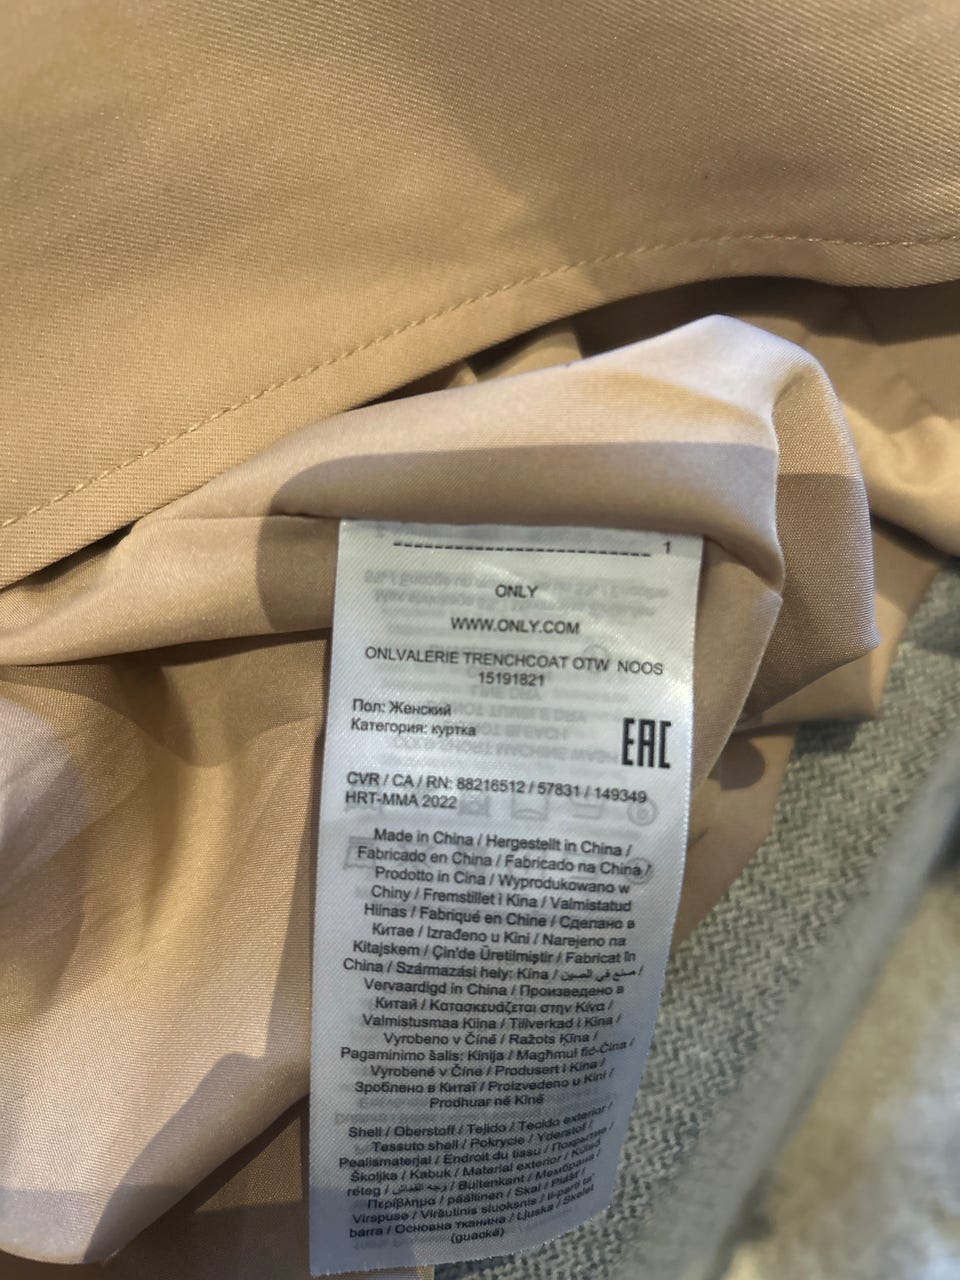 1
ONLY
WWW.ONLY.COM
ONLVALERIE TRENCHCOAT OTW NOOS
15191821
Пол: Женский
Категория: куртка
EAC
CVR / CA / RN: 88216512 / 57831 / 149349
HRT-MMA 2022
Made in China / Hergestellt in China /
Fabricado en China / Fabricado na China /
Prodotto in Cina / Wyprodukowano w
Chiny / Fremstillet i Kina / Valmistatud
Hiinas / Fabriqué en Chine / Сделано в
Китае / Izrađeno u Kini / Narejeno na
Kitajskem / Çin'de Üretilmiştir / Fabricat în
China / Származási hely: Kína / صنع في الصين /
Vervaardigd in China / Произведено в
Китай / Κατασκευάζεται στην Κίνα /
Valmistusmaa Kiina / Tillverkad i Kina /
Vyrobeno v Číně / Ražots Ķīna /
Pagaminimo šalis: Kinija / Magħmul fiċ-Ċina /
Vyrobené v Číne / Produsert i Kina /
Зроблено в Китаї / Proizvedeno u Kini /
Prodhuar në Kinë
Shell / Oberstoff / Tejido / Tecido exterior /
Tessuto shell / Pokrycie / Yderstof /
Pealismaterjal / Endroit du tissu / Покрытие /
Školjka / Kabuk / Material exterior / Külső
réteg / وجه القماش / Buitenkant / Мембрана /
Περίβλημα / päällinen / Skal / Plášť /
Virspuse / Viršutinis sluoksnis / Il-parti ta'
barra / Основна тканина / Ljuska / Skelet
(guackë)